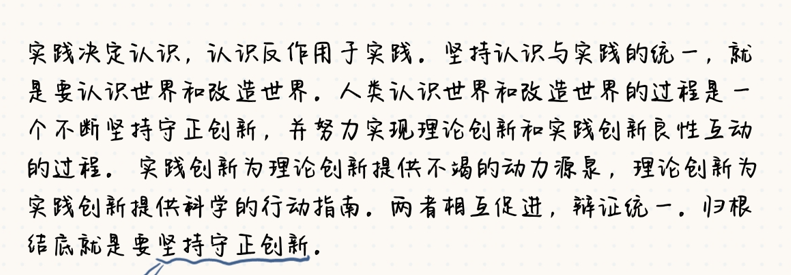 实践决定认识，认识反作用于实践。坚持认识与实践的统一，就
是要认识世界和改造世界。人类认识世界和改造世界的过程是一
个不断坚持守正创新，并努力实现理论创新和实践创新良性互动
的过程。实践创新为理论创新提供不竭的动力源泉，理论创新为
实践创新提供科学的行动指南。两者相互促进，辩证统一。归根
结底就是要坚持守正创新。